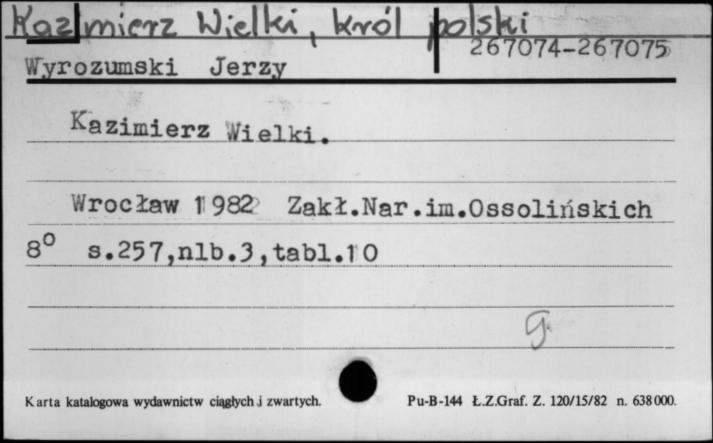 Kazimierz Wielki, król polski
267074-267075
Wyrozumski Jerzy
Kazimierz Wielki.
Wrocław 1982 Zakł.Nar.im.Ossolińskich
8° s.257,nlb.3,tabl.10
g
Karta katalogowa wydawnictw ciągłych i zwartych. Pu-B-144 Ł.Z.Graf. Z. 120/15/82 n. 638000.